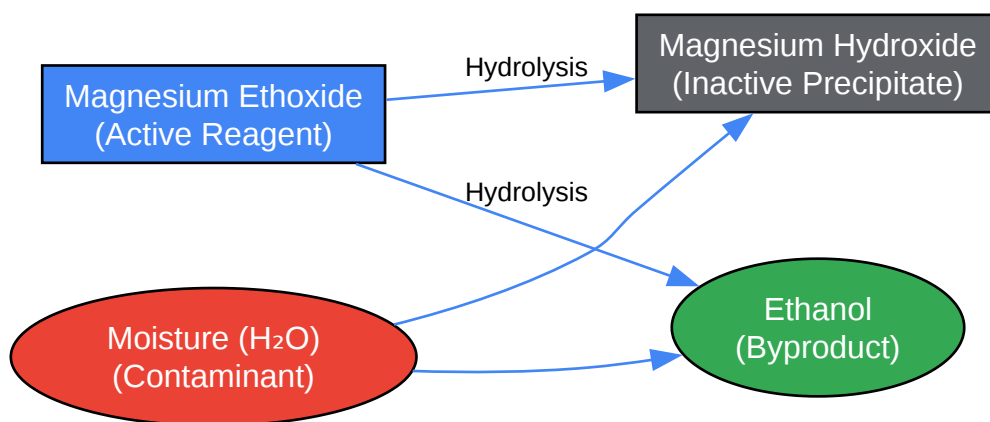 Magnesium Ethoxide
(Active Reagent)
Hydrolysis
Magnesium Hydroxide
(Inactive Precipitate)
Hydrolysis
Moisture (H₂O)
(Contaminant)
Ethanol
(Byproduct)